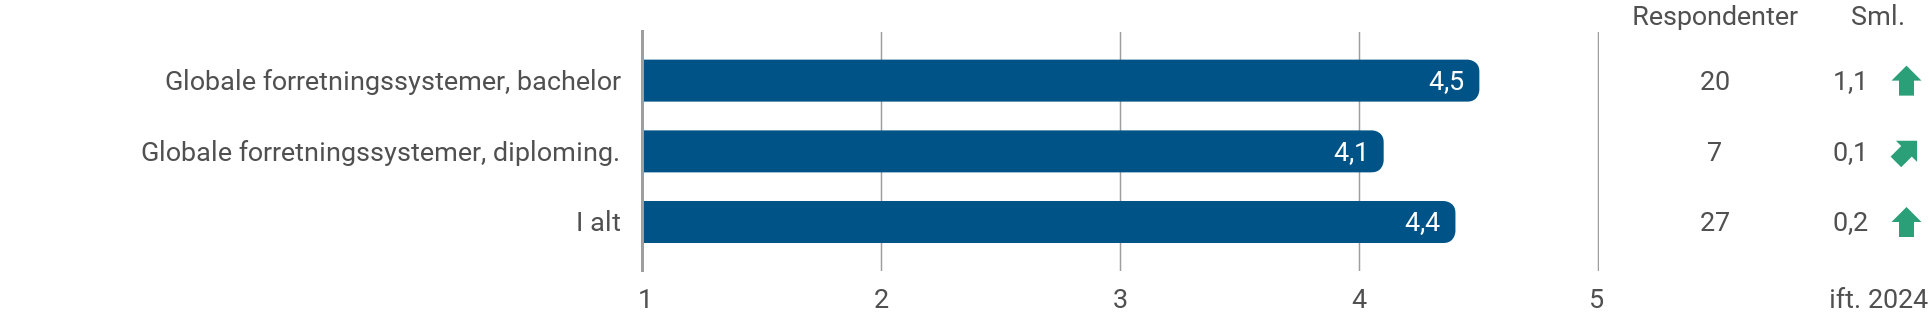 Respondenter Sml.
Globale forretningssystemer, bachelor 4,5 20 1,1
Globale forretningssystemer, diploming. 4,1 7 0,1
I alt 4,4 27 0,2
1 2 3 4 5 ift. 2024